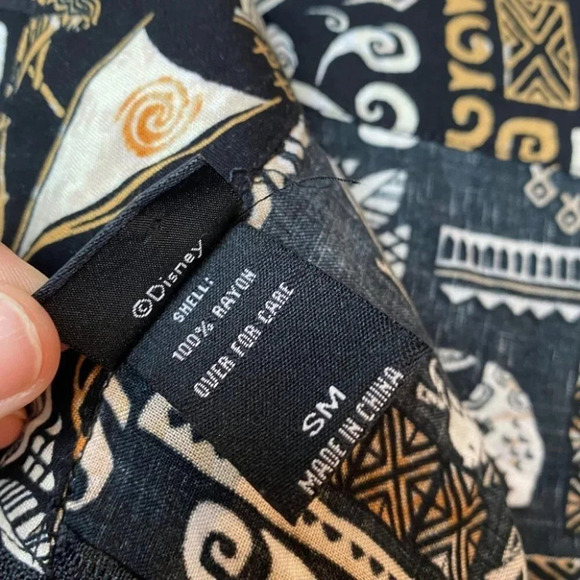 ©Disney
SHELL:
100% RAYON
OVER FOR CARE
SM
MADE IN CHINA